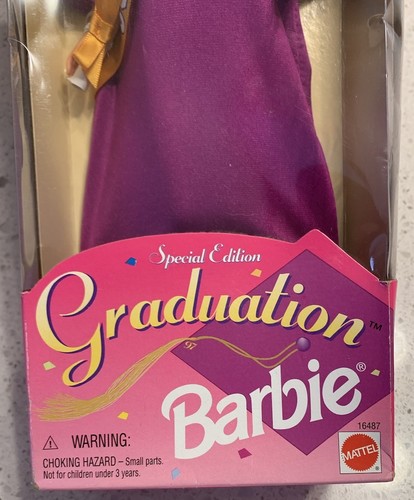 Special Edition
Graduation™
Barbie®
⚠ WARNING:
CHOKING HAZARD – Small parts.
Not for children under 3 years.
16487
MATTEL